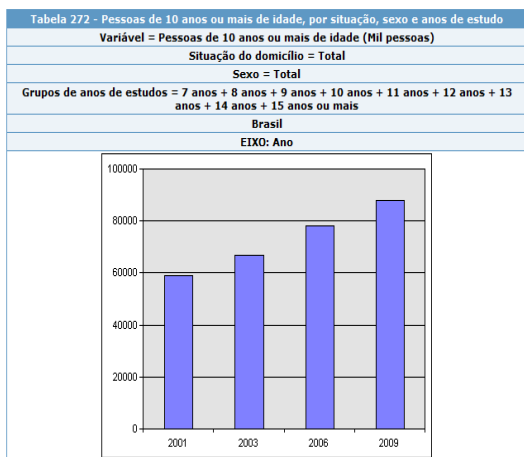 Tabela 272 - Pessoas de 10 anos ou mais de idade, por situação, sexo e anos de estudo
Variável = Pessoas de 10 anos ou mais de idade (Mil pessoas)
Situação do domicílio = Total
Sexo = Total
Grupos de anos de estudos = 7 anos + 8 anos + 9 anos + 10 anos + 11 anos + 12 anos + 13
anos + 14 anos + 15 anos ou mais
Brasil
EIXO: Ano
100000
80000
60000
40000
20000
0
2001 2003 2006 2009